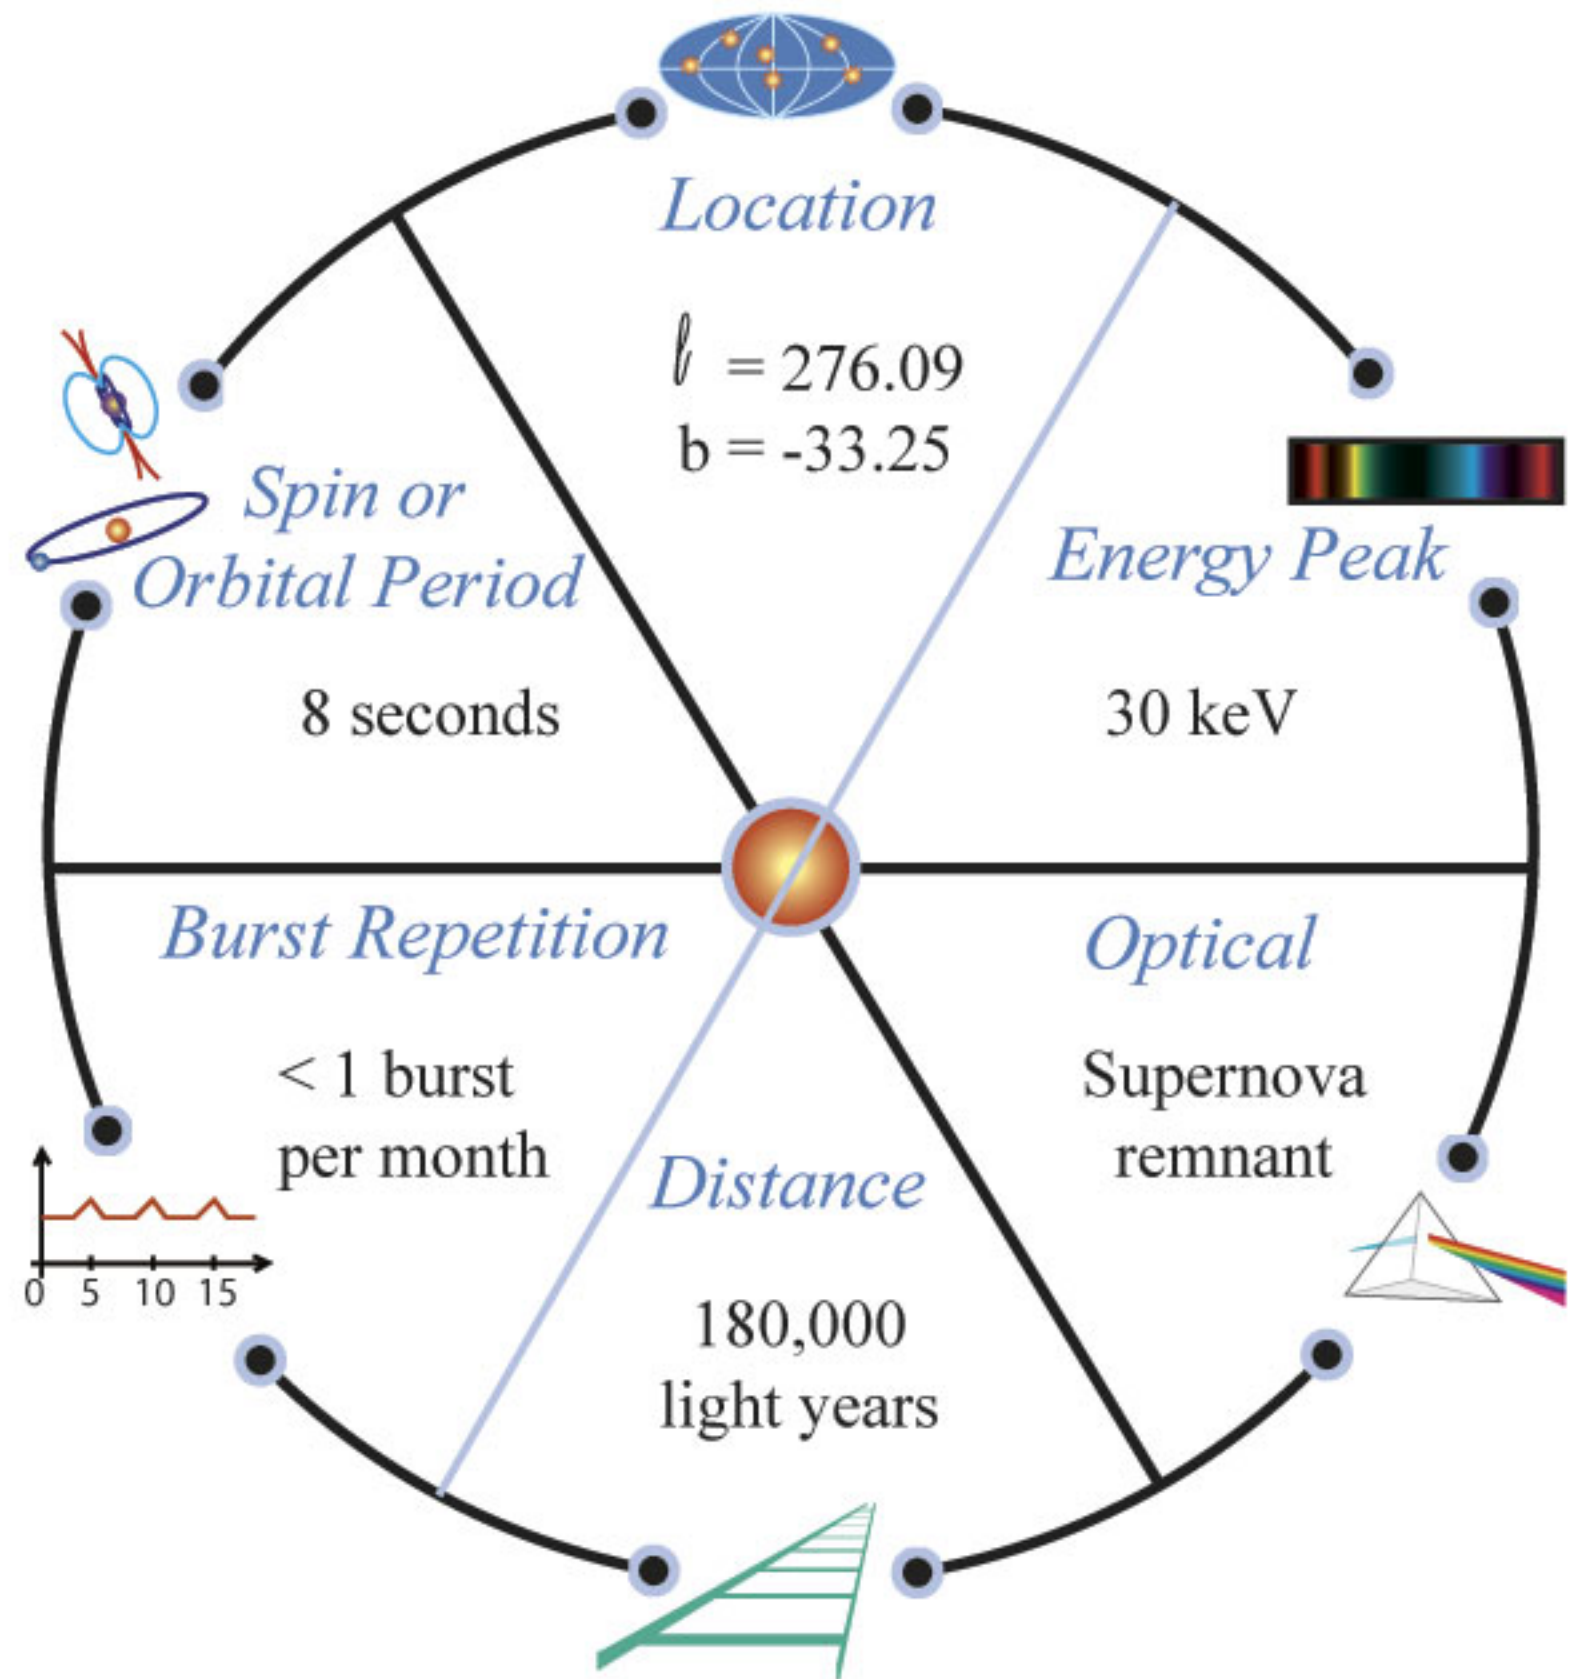 Location
ℓ = 276.09
b = -33.25
Spin or
Orbital Period
8 seconds
Energy Peak
30 keV
Burst Repetition
< 1 burst
per month
0 5 10 15
Optical
Supernova
remnant
Distance
180,000
light years